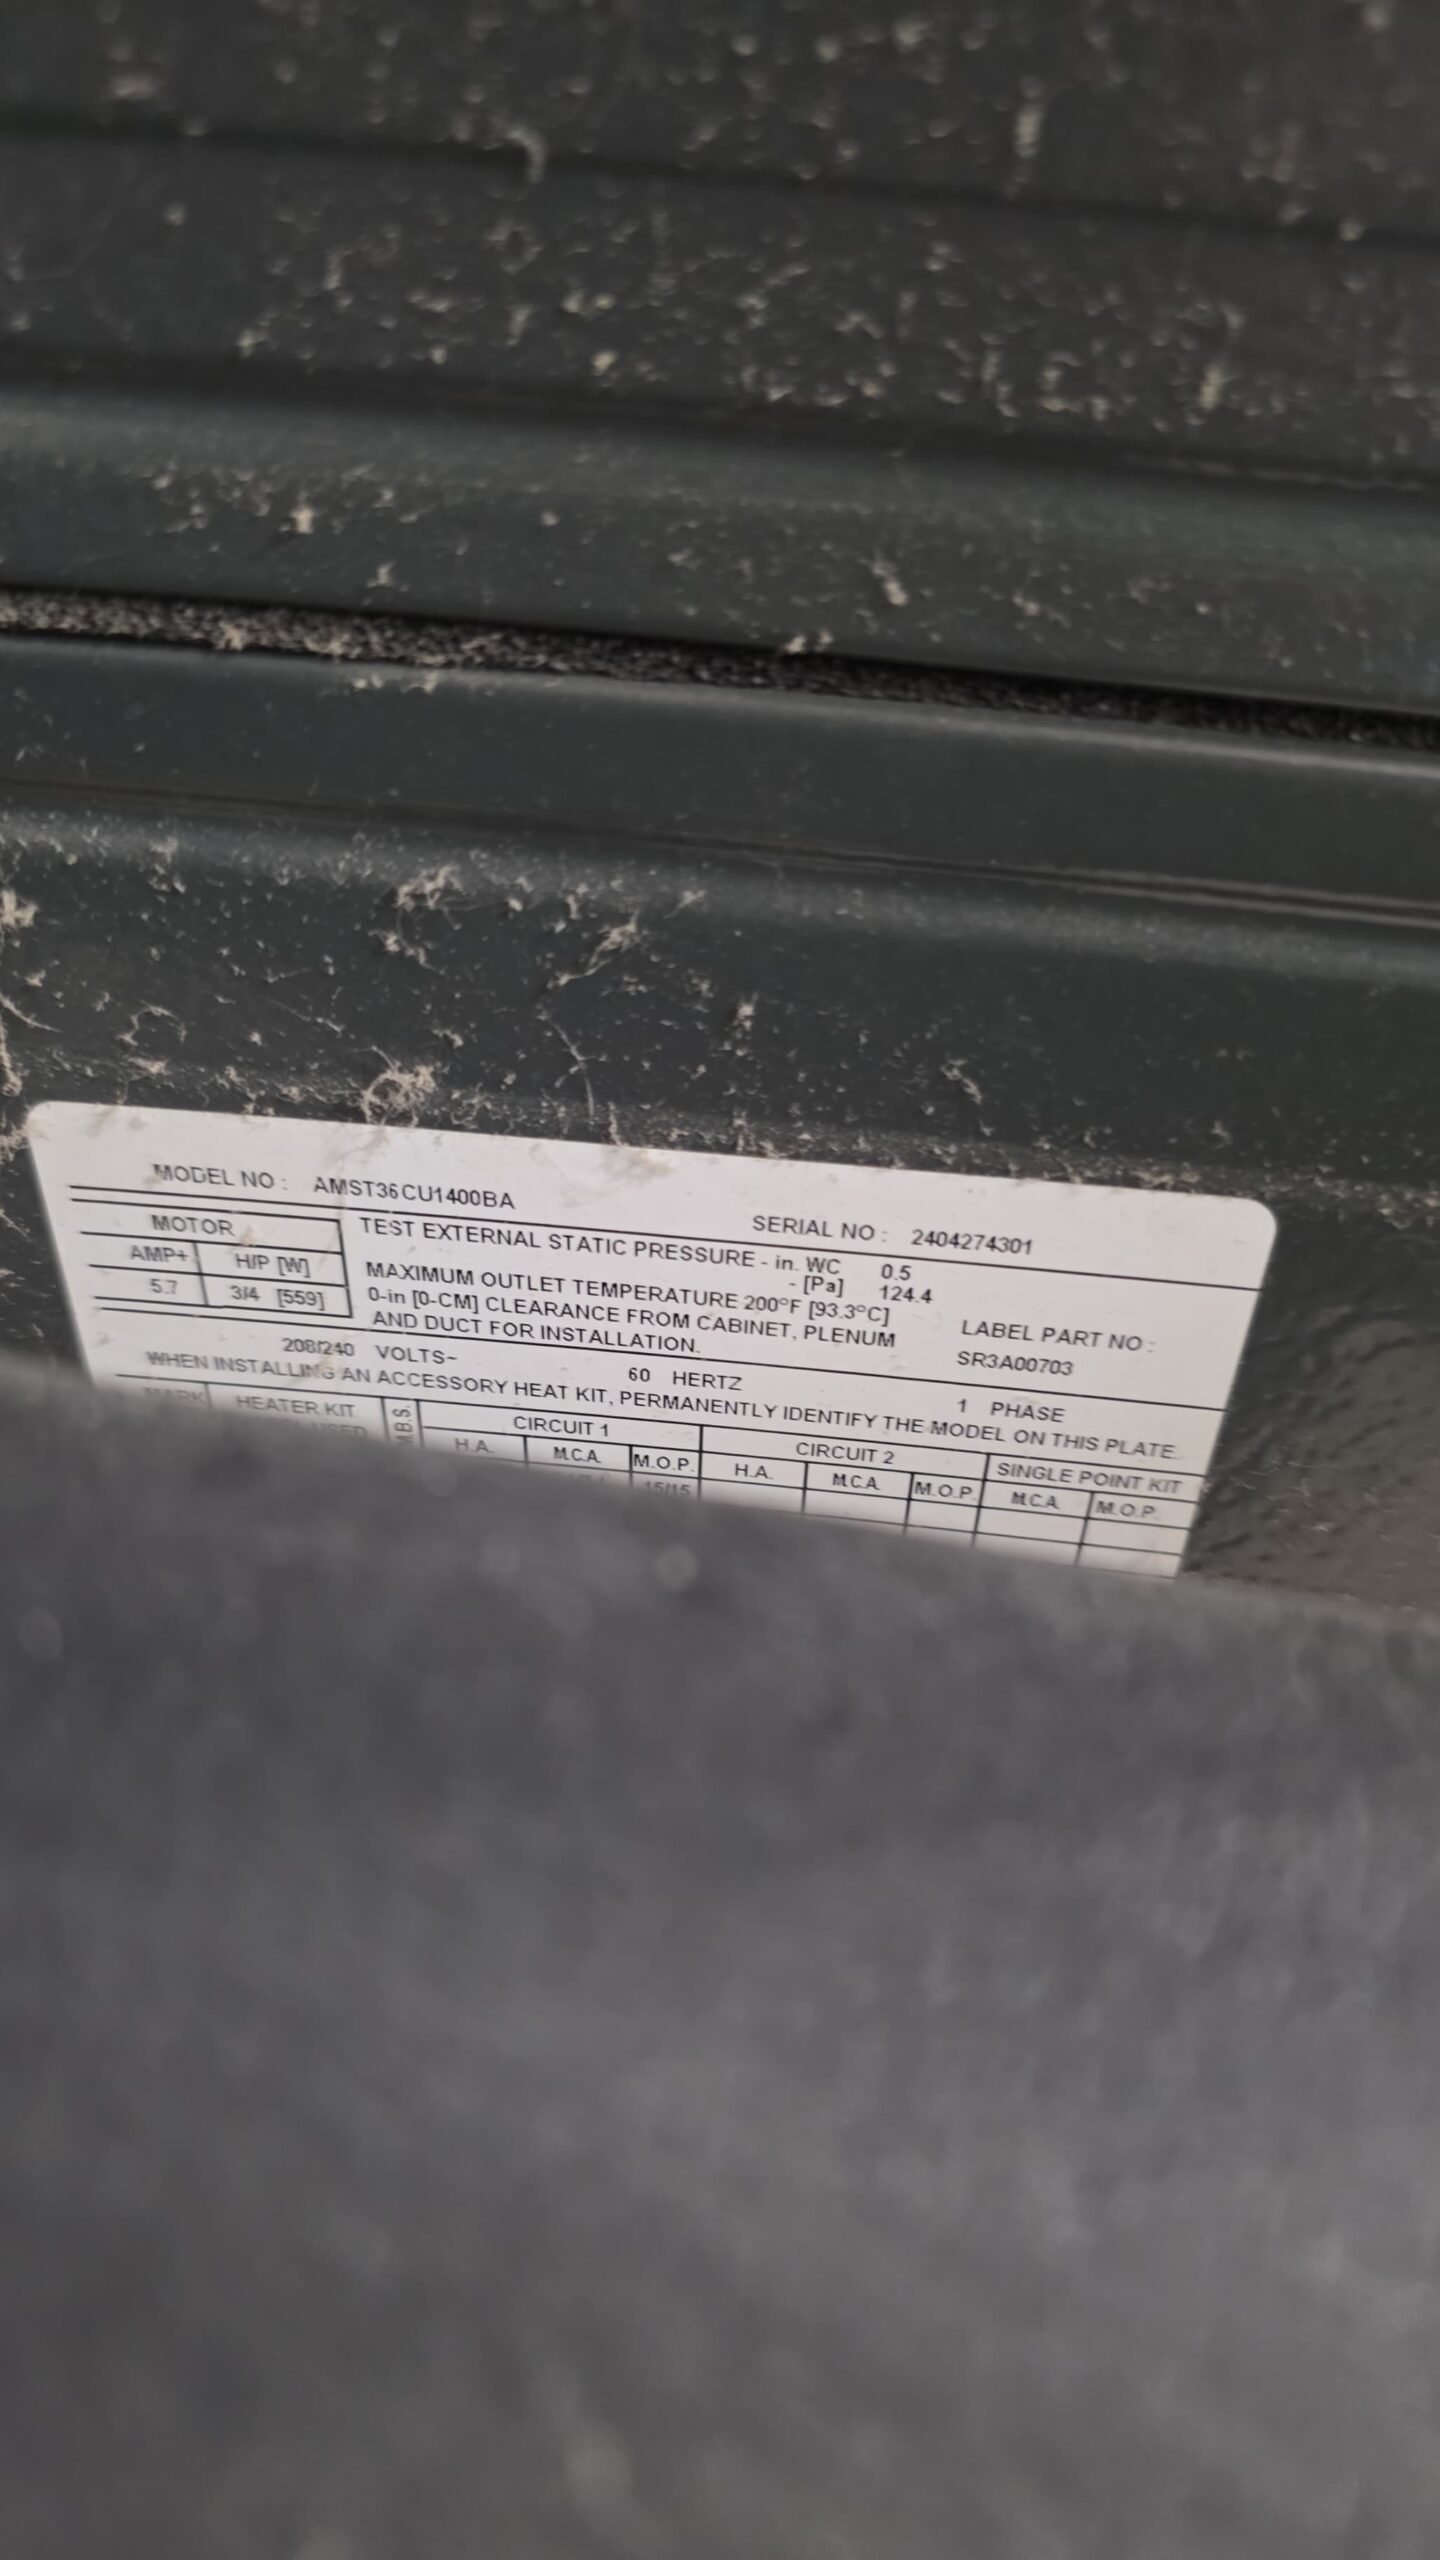 MODEL NO : AMST36CU1400BA
SERIAL NO : 2404274301
MOTOR
AMP+ H/P [W]
5.7 3/4 [559]
TEST EXTERNAL STATIC PRESSURE - in. WC 0.5
- [Pa] 124.4
MAXIMUM OUTLET TEMPERATURE 200°F [93.3°C]
0-in [0-CM] CLEARANCE FROM CABINET, PLENUM
AND DUCT FOR INSTALLATION.
LABEL PART NO :
SR3A00703
208/240 VOLTS~ 60 HERTZ 1 PHASE
WHEN INSTALLING AN ACCESSORY HEAT KIT, PERMANENTLY IDENTIFY THE MODEL ON THIS PLATE.
MARK HEATER KIT CIRCUIT 1 CIRCUIT 2 SINGLE POINT KIT
H.A. M.C.A. M.O.P. H.A. M.C.A. M.O.P. M.C.A. M.O.P.
15/15